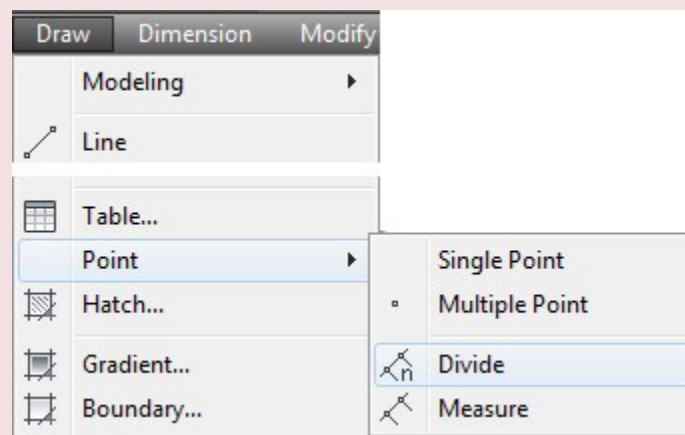 Draw Dimension Modify
Modeling
Line
Table...
Point
Hatch...
Gradient...
Boundary...
Single Point
Multiple Point
n Divide
Measure